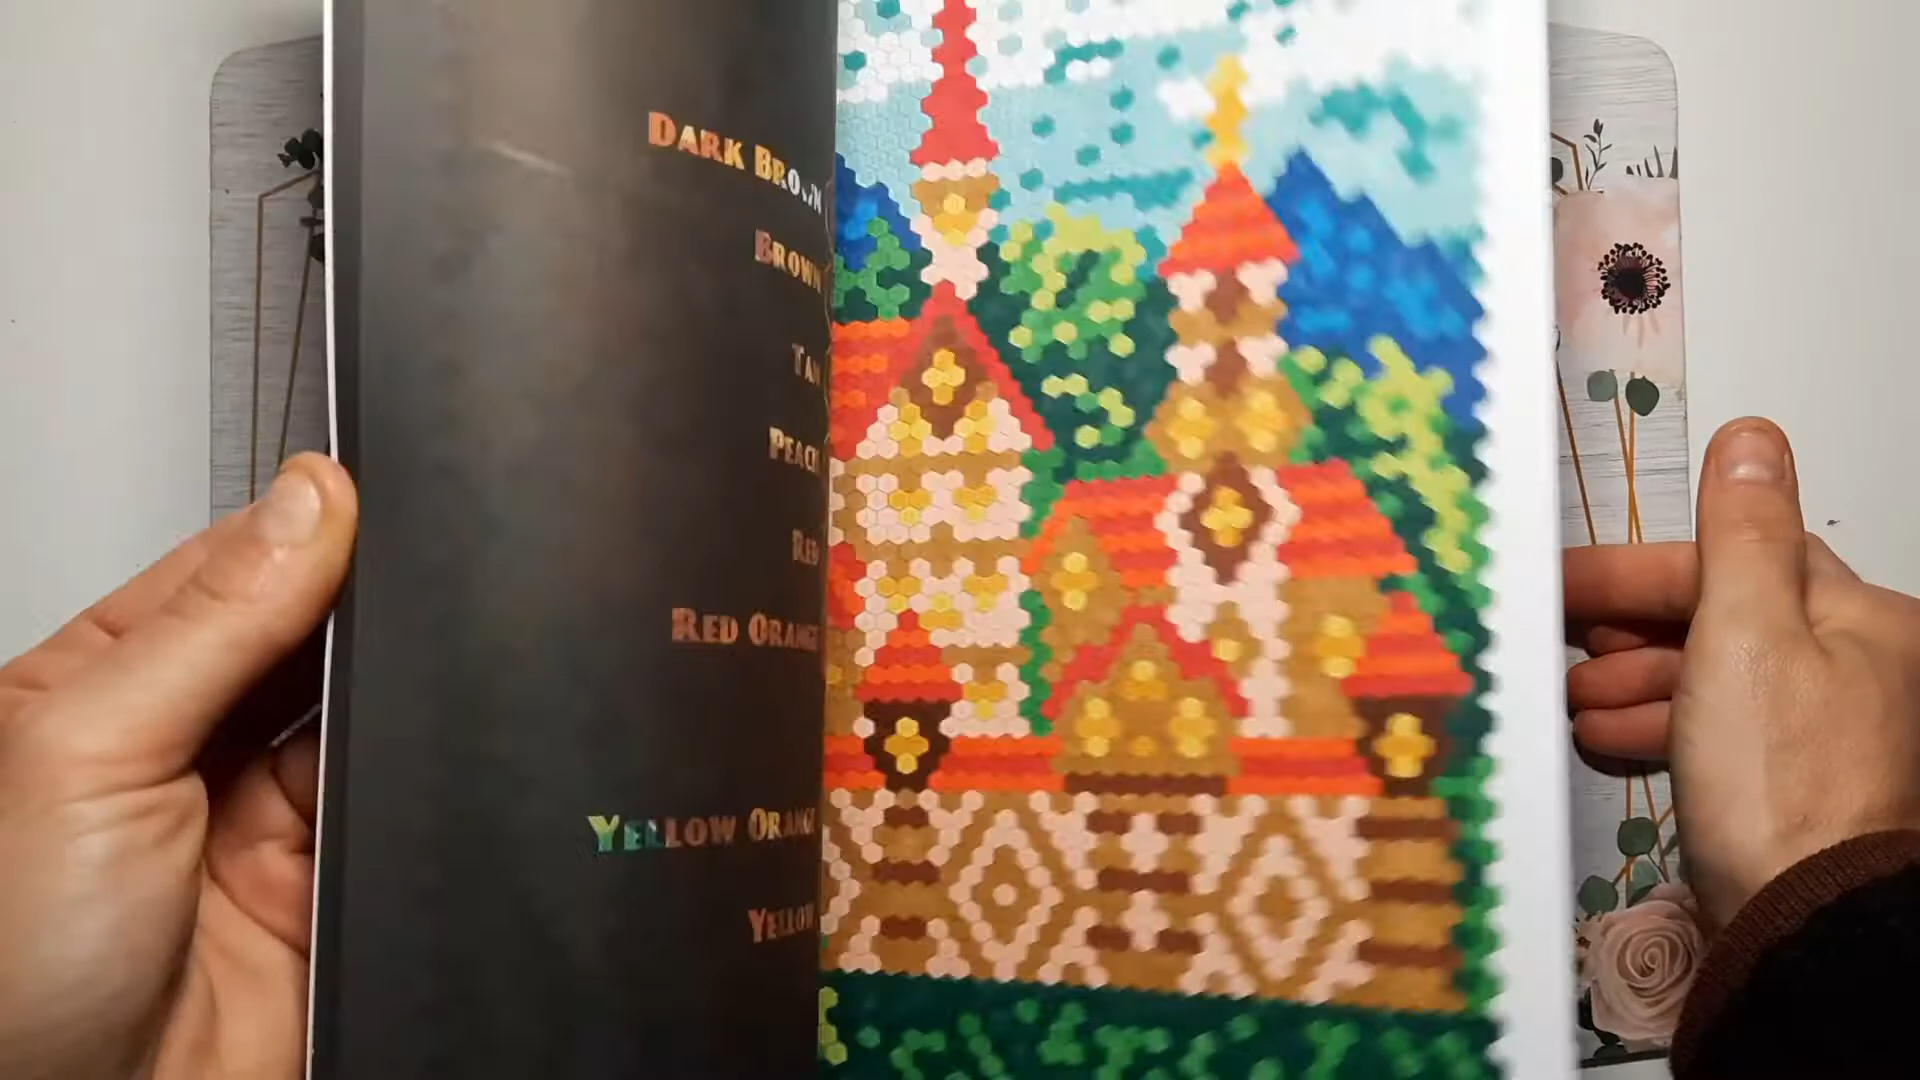 DARK BROWN
BROWN
TAN
PEACH
RED
RED ORANGE
YELLOW ORANGE
YELLOW